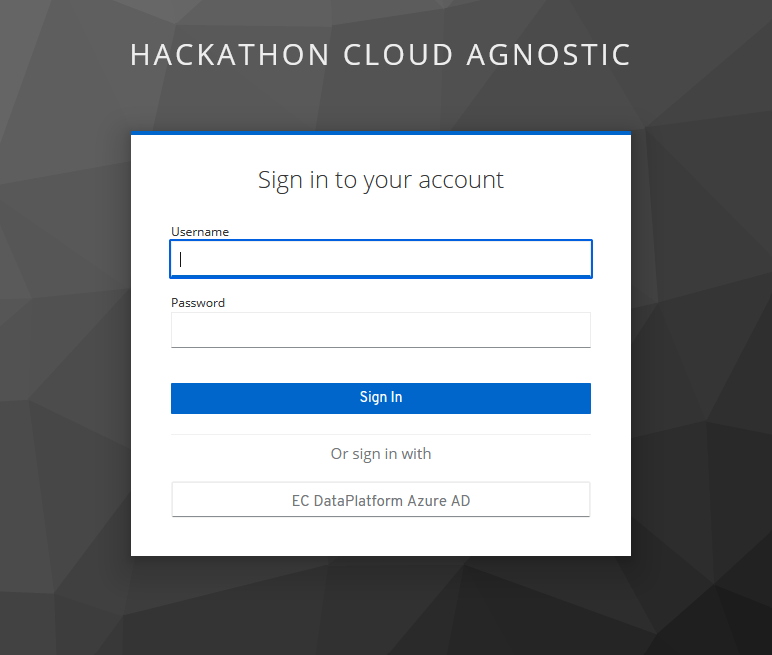 HACKATHON CLOUD AGNOSTIC
Sign in to your account
Username
Password
Sign In
Or sign in with
EC DataPlatform Azure AD